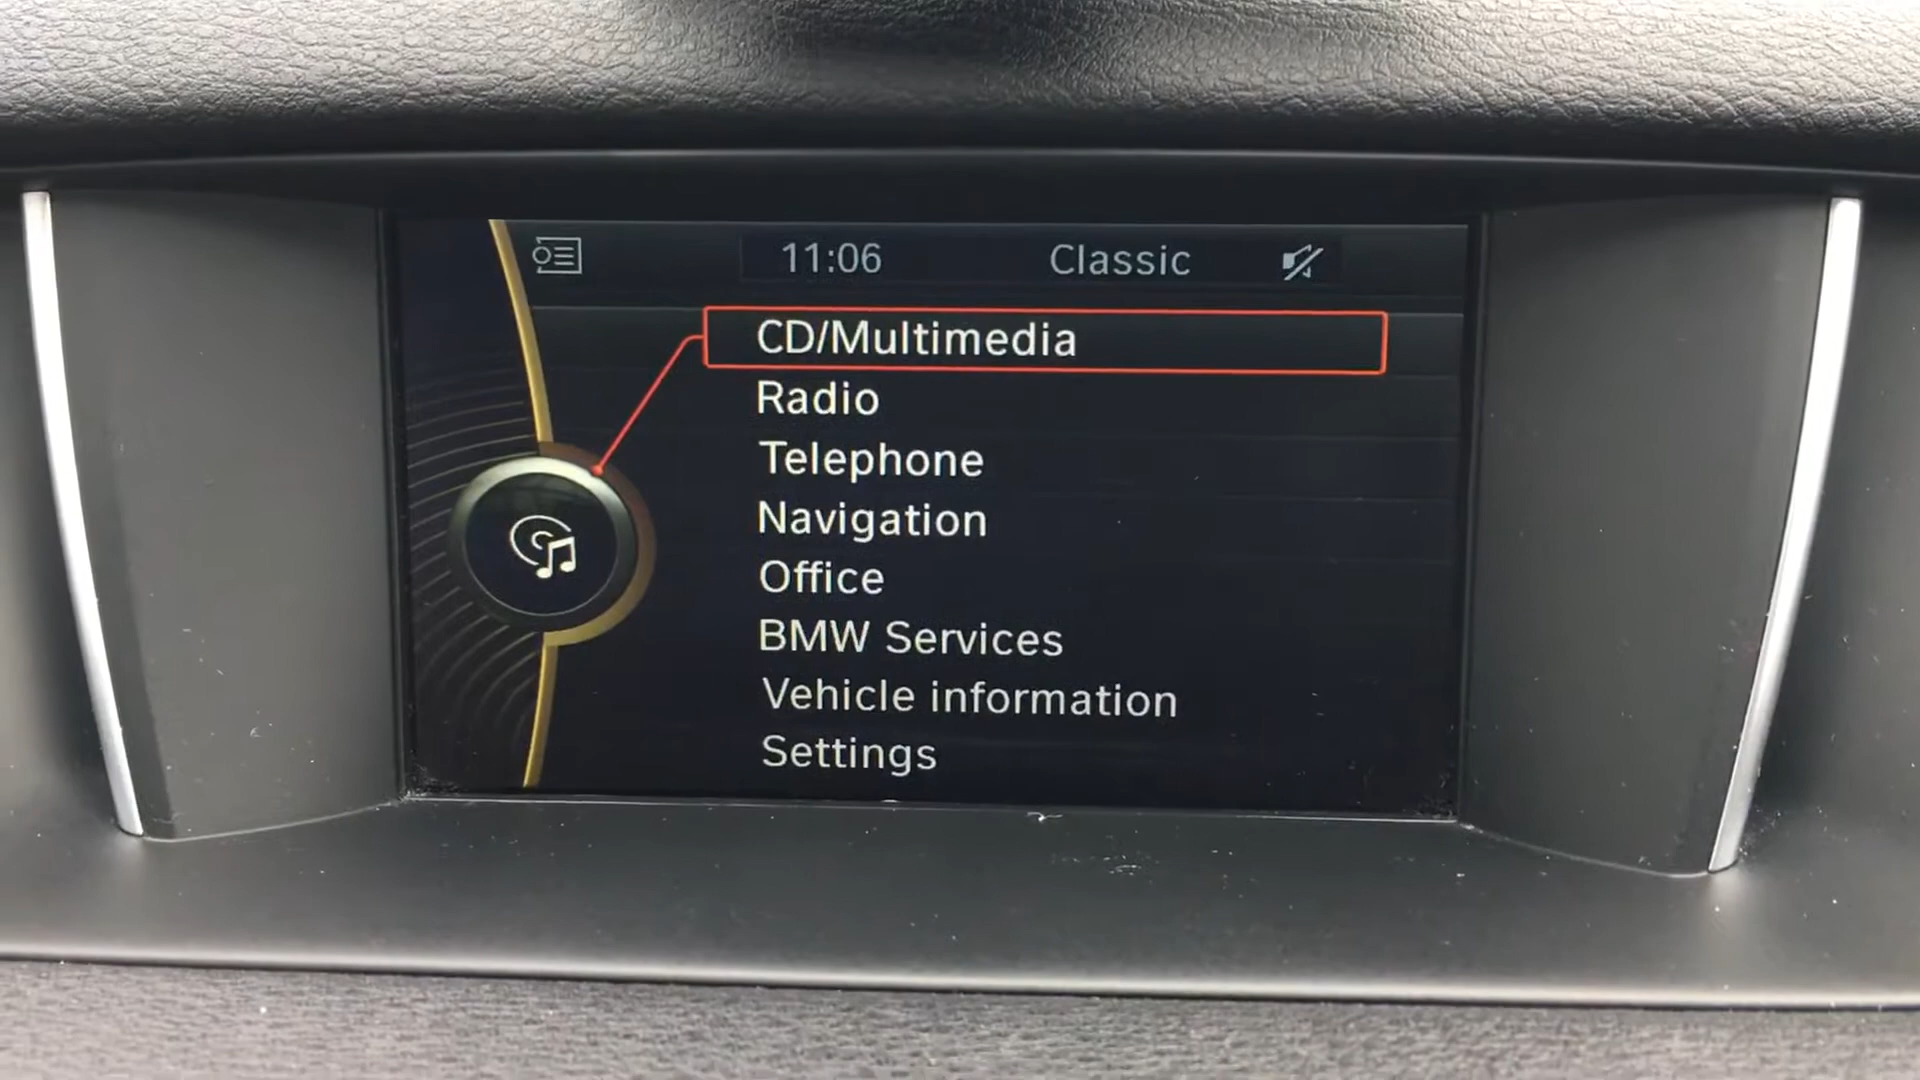 11:06 Classic
CD/Multimedia
Radio
Telephone
Navigation
Office
BMW Services
Vehicle information
Settings